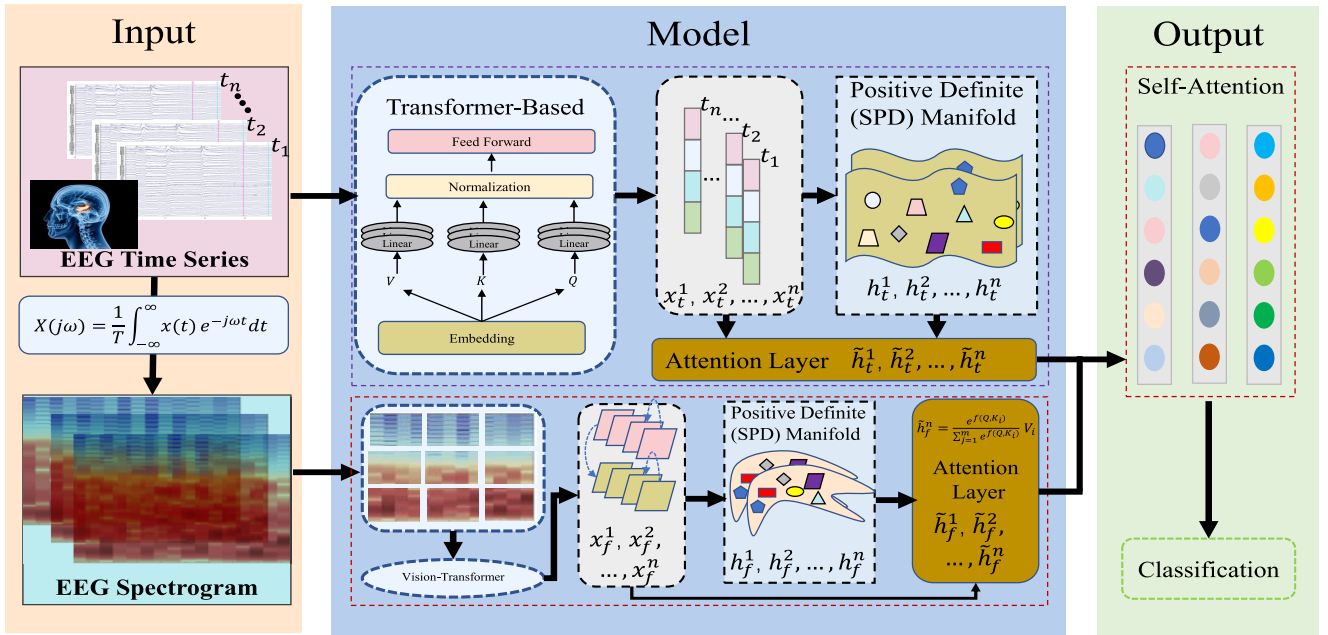 Input
t_n
t_2
t_1
EEG Time Series
X(jω) = 1/T ∫_{-∞}^{∞} x(t) e^{-jωt} dt
EEG Spectrogram
Model
Transformer-Based
Feed Forward
Normalization
Linear Linear Linear
V K Q
Embedding
t_n...
t_2
... t_1
x_t^1, x_t^2, ..., x_t^n
Positive Definite
(SPD) Manifold
h_t^1, h_t^2, ..., h_t^n
Attention Layer h̃_t^1, h̃_t^2, ..., h̃_t^n
Vision-Transformer
x_f^1, x_f^2,
..., x_f^n
Positive Definite
(SPD) Manifold
h_f^1, h_f^2, ..., h_f^n
h̃_f^n = e^{f(Q,K_i)} / Σ_{j=1}^{m} e^{f(Q,K_i)} V_i
Attention
Layer
h̃_f^1, h̃_f^2,
..., h̃_f^n
Output
Self-Attention
Classification